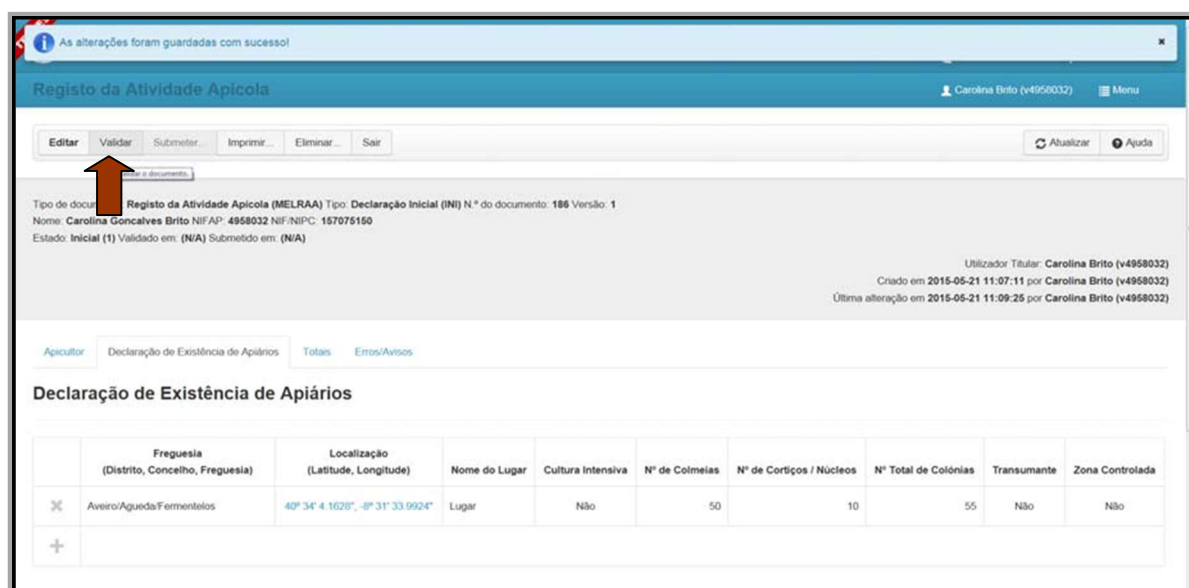 As alterações foram guardadas com sucesso! ×
Registo da Atividade Apícola Carolina Brito (v4958032) Menu
Editar Validar Submeter... Imprimir... Eliminar... Sair Atualizar Ajuda
o documento.
Tipo de Registo da Atividade Apícola (MELRAA) Tipo: Declaração Inicial (INI) N.º do documento: 186 Versão: 1
Nome: Carolina Goncalves Brito NIFAP: 4958032 NIF/NIPC: 157075150
Estado: Inicial (1) Validado em: (N/A) Submetido em: (N/A)
Utilizador Titular: Carolina Brito (v4958032)
Criado em 2015-05-21 11:07:11 por Carolina Brito (v4958032)
Última alteração em 2015-05-21 11:09:25 por Carolina Brito (v4958032)
Apicultor Declaração de Existência de Apiários Totais Erros/Avisos
Declaração de Existência de Apiários
Freguesia Localização
(Distrito, Concelho, Freguesia) (Latitude, Longitude) Nome do Lugar Cultura Intensiva Nº de Colmeias Nº de Cortiços / Núcleos Nº Total de Colónias Transumante Zona Controlada
Aveiro/Agueda/Fermentelos 40º 34' 4.1628", -8º 31' 33.9924" Lugar Não 50 10 55 Não Não